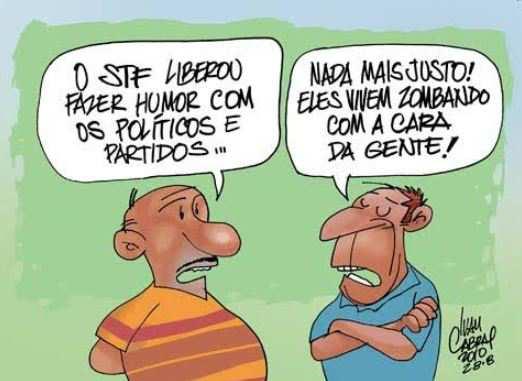 O STF LIBEROU
FAZER HUMOR COM
OS POLÍTICOS E
PARTIDOS...
NADA MAIS JUSTO!
ELES VIVEM ZOMBANDO
COM A CARA
DA GENTE!
IVAN
CABRAL
2010
28.8